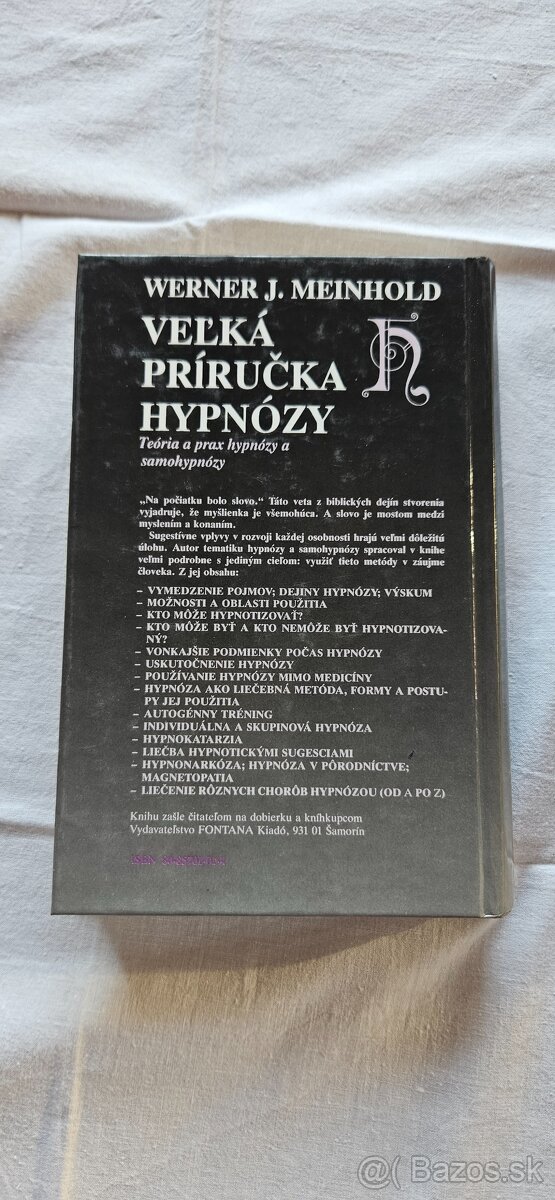 WERNER J. MEINHOLD
VEĽKÁ
PRÍRUČKA
HYPNÓZY
Teória a prax hypnózy a
samohypnózy
„Na počiatku bolo slovo.“ Táto veta z biblických dejín stvorenia
vyjadruje, že myšlienka je všemohúca. A slovo je mostom medzi
myslením a konaním.
Sugestívne vplyvy v rozvoji každej osobnosti hrajú veľmi dôležitú
úlohu. Autor tematiku hypnózy a samohypnózy spracoval v knihe
veľmi podrobne s jediným cieľom: využiť tieto metódy v záujme
človeka. Z jej obsahu:
– VYMEDZENIE POJMOV; DEJINY HYPNÓZY; VÝSKUM
– MOŽNOSTI A OBLASTI POUŽITIA
– KTO MÔŽE HYPNOTIZOVAŤ?
– KTO MÔŽE BYŤ A KTO NEMÔŽE BYŤ HYPNOTIZOVA-
NÝ?
– VONKAJŠIE PODMIENKY POČAS HYPNÓZY
– USKUTOČNENIE HYPNÓZY
– POUŽÍVANIE HYPNÓZY MIMO MEDICÍNY
– HYPNÓZA AKO LIEČEBNÁ METÓDA, FORMY A POSTU-
PY JEJ POUŽITIA
– AUTOGÉNNY TRÉNING
– INDIVIDUÁLNA A SKUPINOVÁ HYPNÓZA
– HYPNOKATARZIA
– LIEČBA HYPNOTICKÝMI SUGESCIAMI
– HYPNONARKÓZA; HYPNÓZA V PÔRODNÍCTVE;
MAGNETOPATIA
– LIEČENIE RÔZNYCH CHORÔB HYPNÓZOU (OD A PO Z)
Knihu zašle čitateľom na dobierku a kníhkupcom
Vydavateľstvo FONTANA Kiadó, 931 01 Šamorín
ISBN
@( Bazos.sk